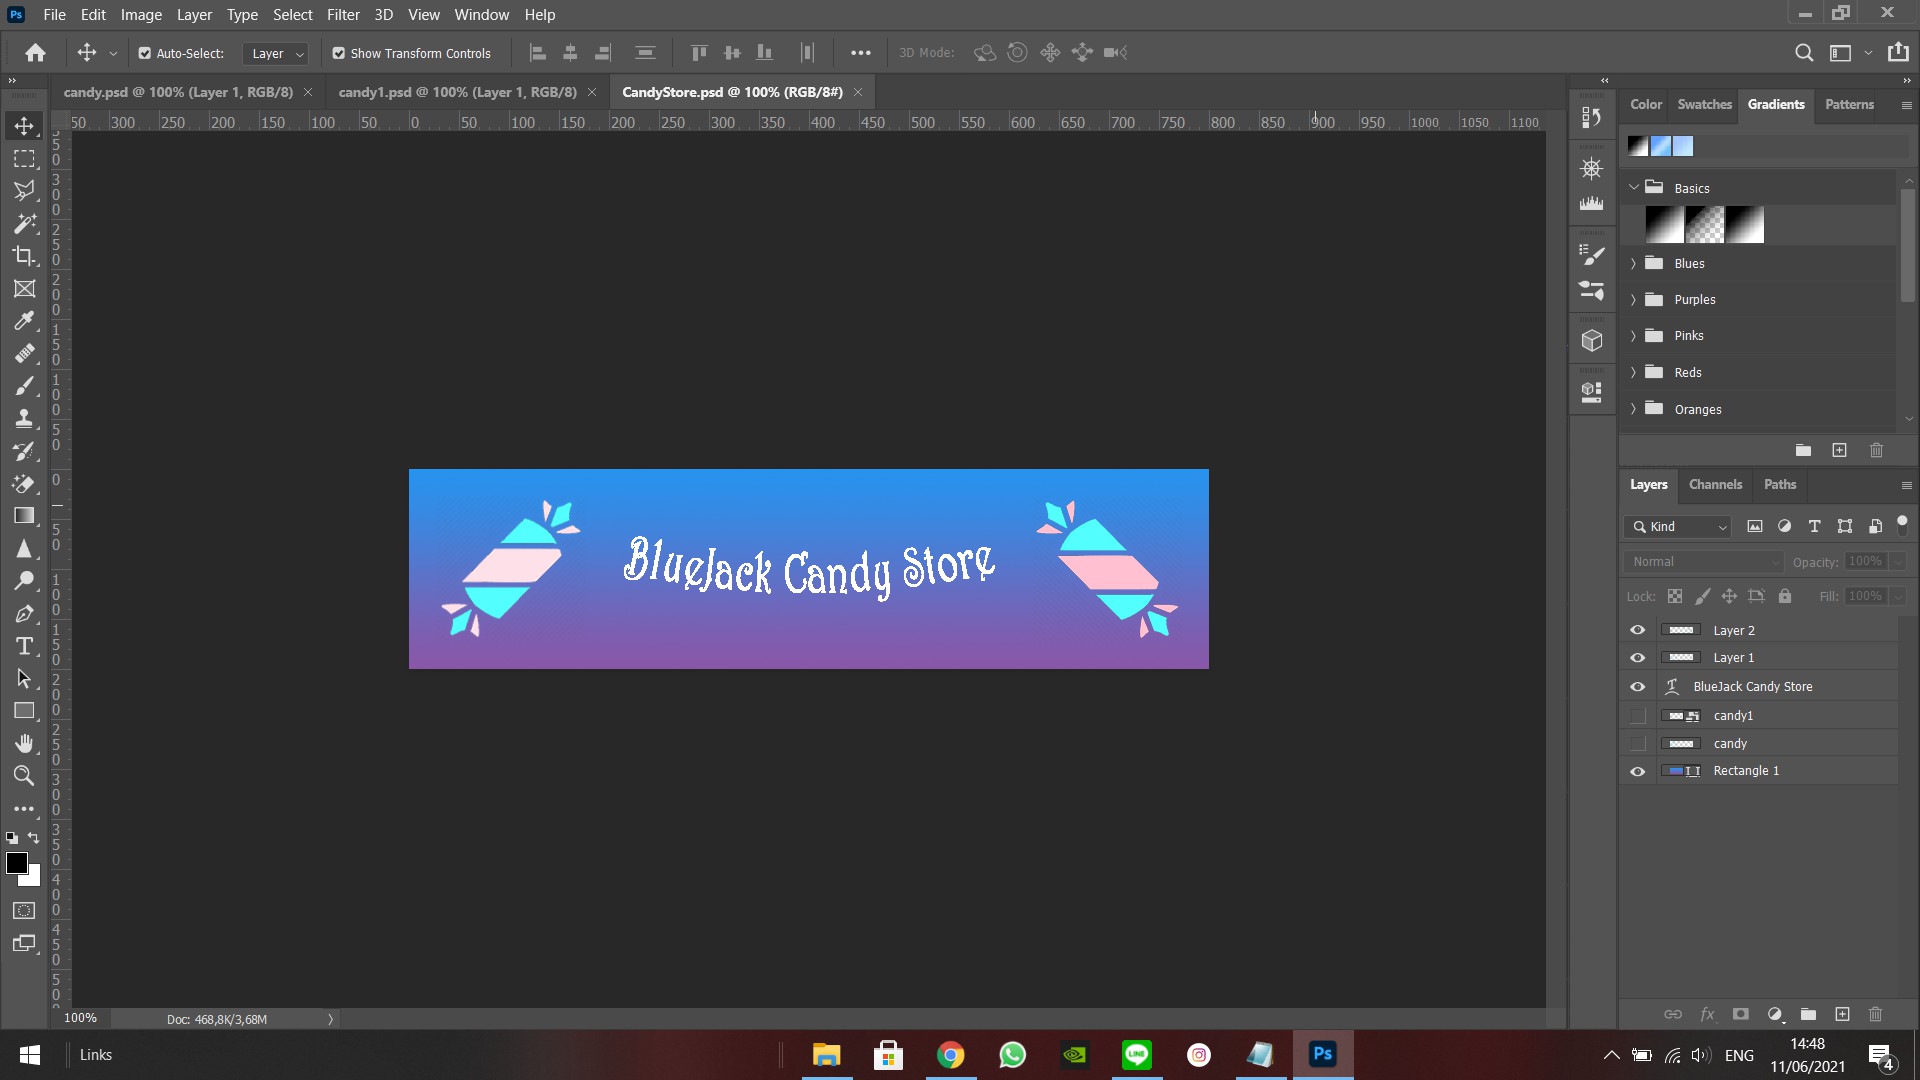 Ps File Edit Image Layer Type Select Filter 3D View Window Help
Auto-Select: Layer Show Transform Controls 3D Mode:
candy.psd @ 100% (Layer 1, RGB/8) candy1.psd @ 100% (Layer 1, RGB/8) CandyStore.psd @ 100% (RGB/8#)
50 300 250 200 150 100 50 0 50 100 150 200 250 300 350 400 450 500 550 600 650 700 750 800 850 900 950 1000 1050 1100
Color Swatches Gradients Patterns
Basics
Blues
Purples
Pinks
Reds
Oranges
BlueJack Candy Store
Layers Channels Paths
Kind
Normal Opacity: 100%
Lock: Fill: 100%
Layer 2
Layer 1
BlueJack Candy Store
candy1
candy
Rectangle 1
100% Doc: 468,8K/3,68M
Links
LINE
Ps
ENG
14:48
11/06/2021
4